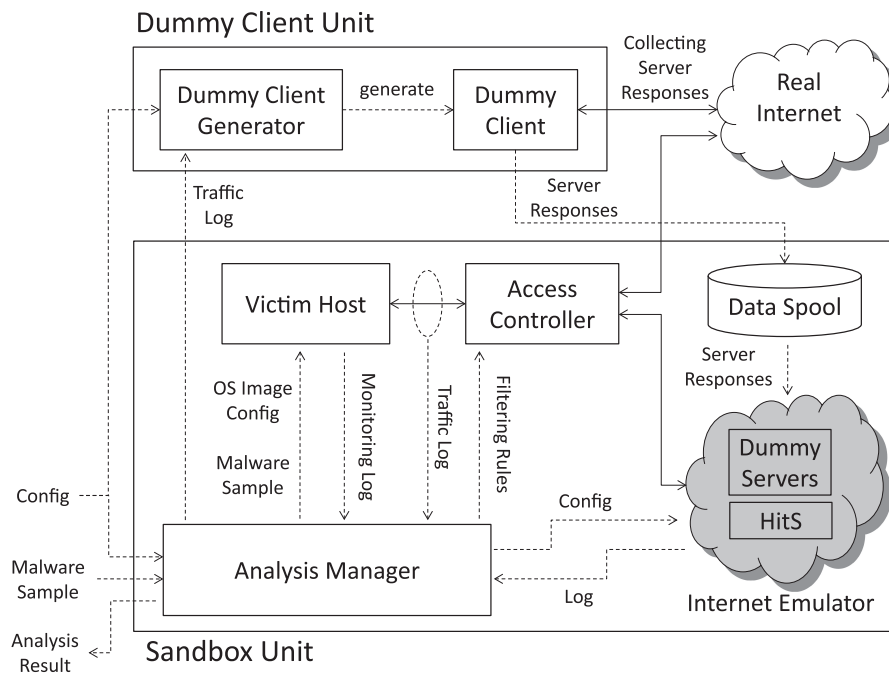 Dummy Client Unit
Collecting
Server
Responses
Real
Internet
Dummy Client
Generator
generate
Dummy
Client
Traffic
Log
Server
Responses
Victim Host
Access
Controller
Data Spool
OS Image
Config
Malware
Sample
Monitoring Log
Traffic Log
Filtering Rules
Server
Responses
Dummy
Servers
HitS
Internet Emulator
Config
Config
Log
Analysis Manager
Malware
Sample
Analysis
Result
Sandbox Unit